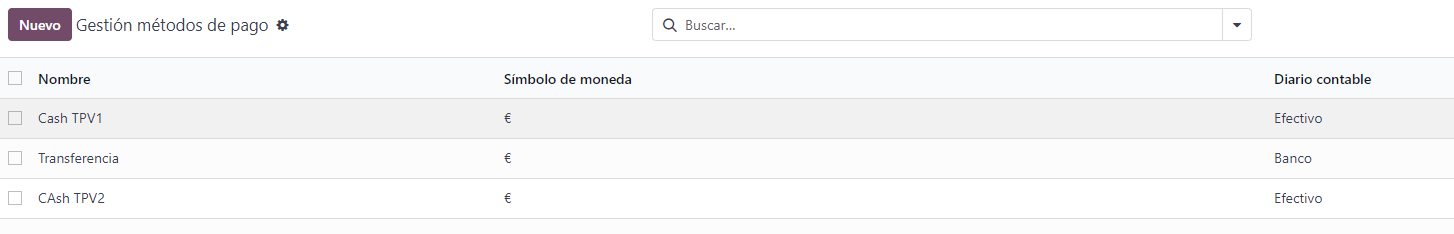 Nuevo Gestión métodos de pago Buscar...
Nombre Símbolo de moneda Diario contable
Cash TPV1 € Efectivo
Transferencia € Banco
CAsh TPV2 € Efectivo